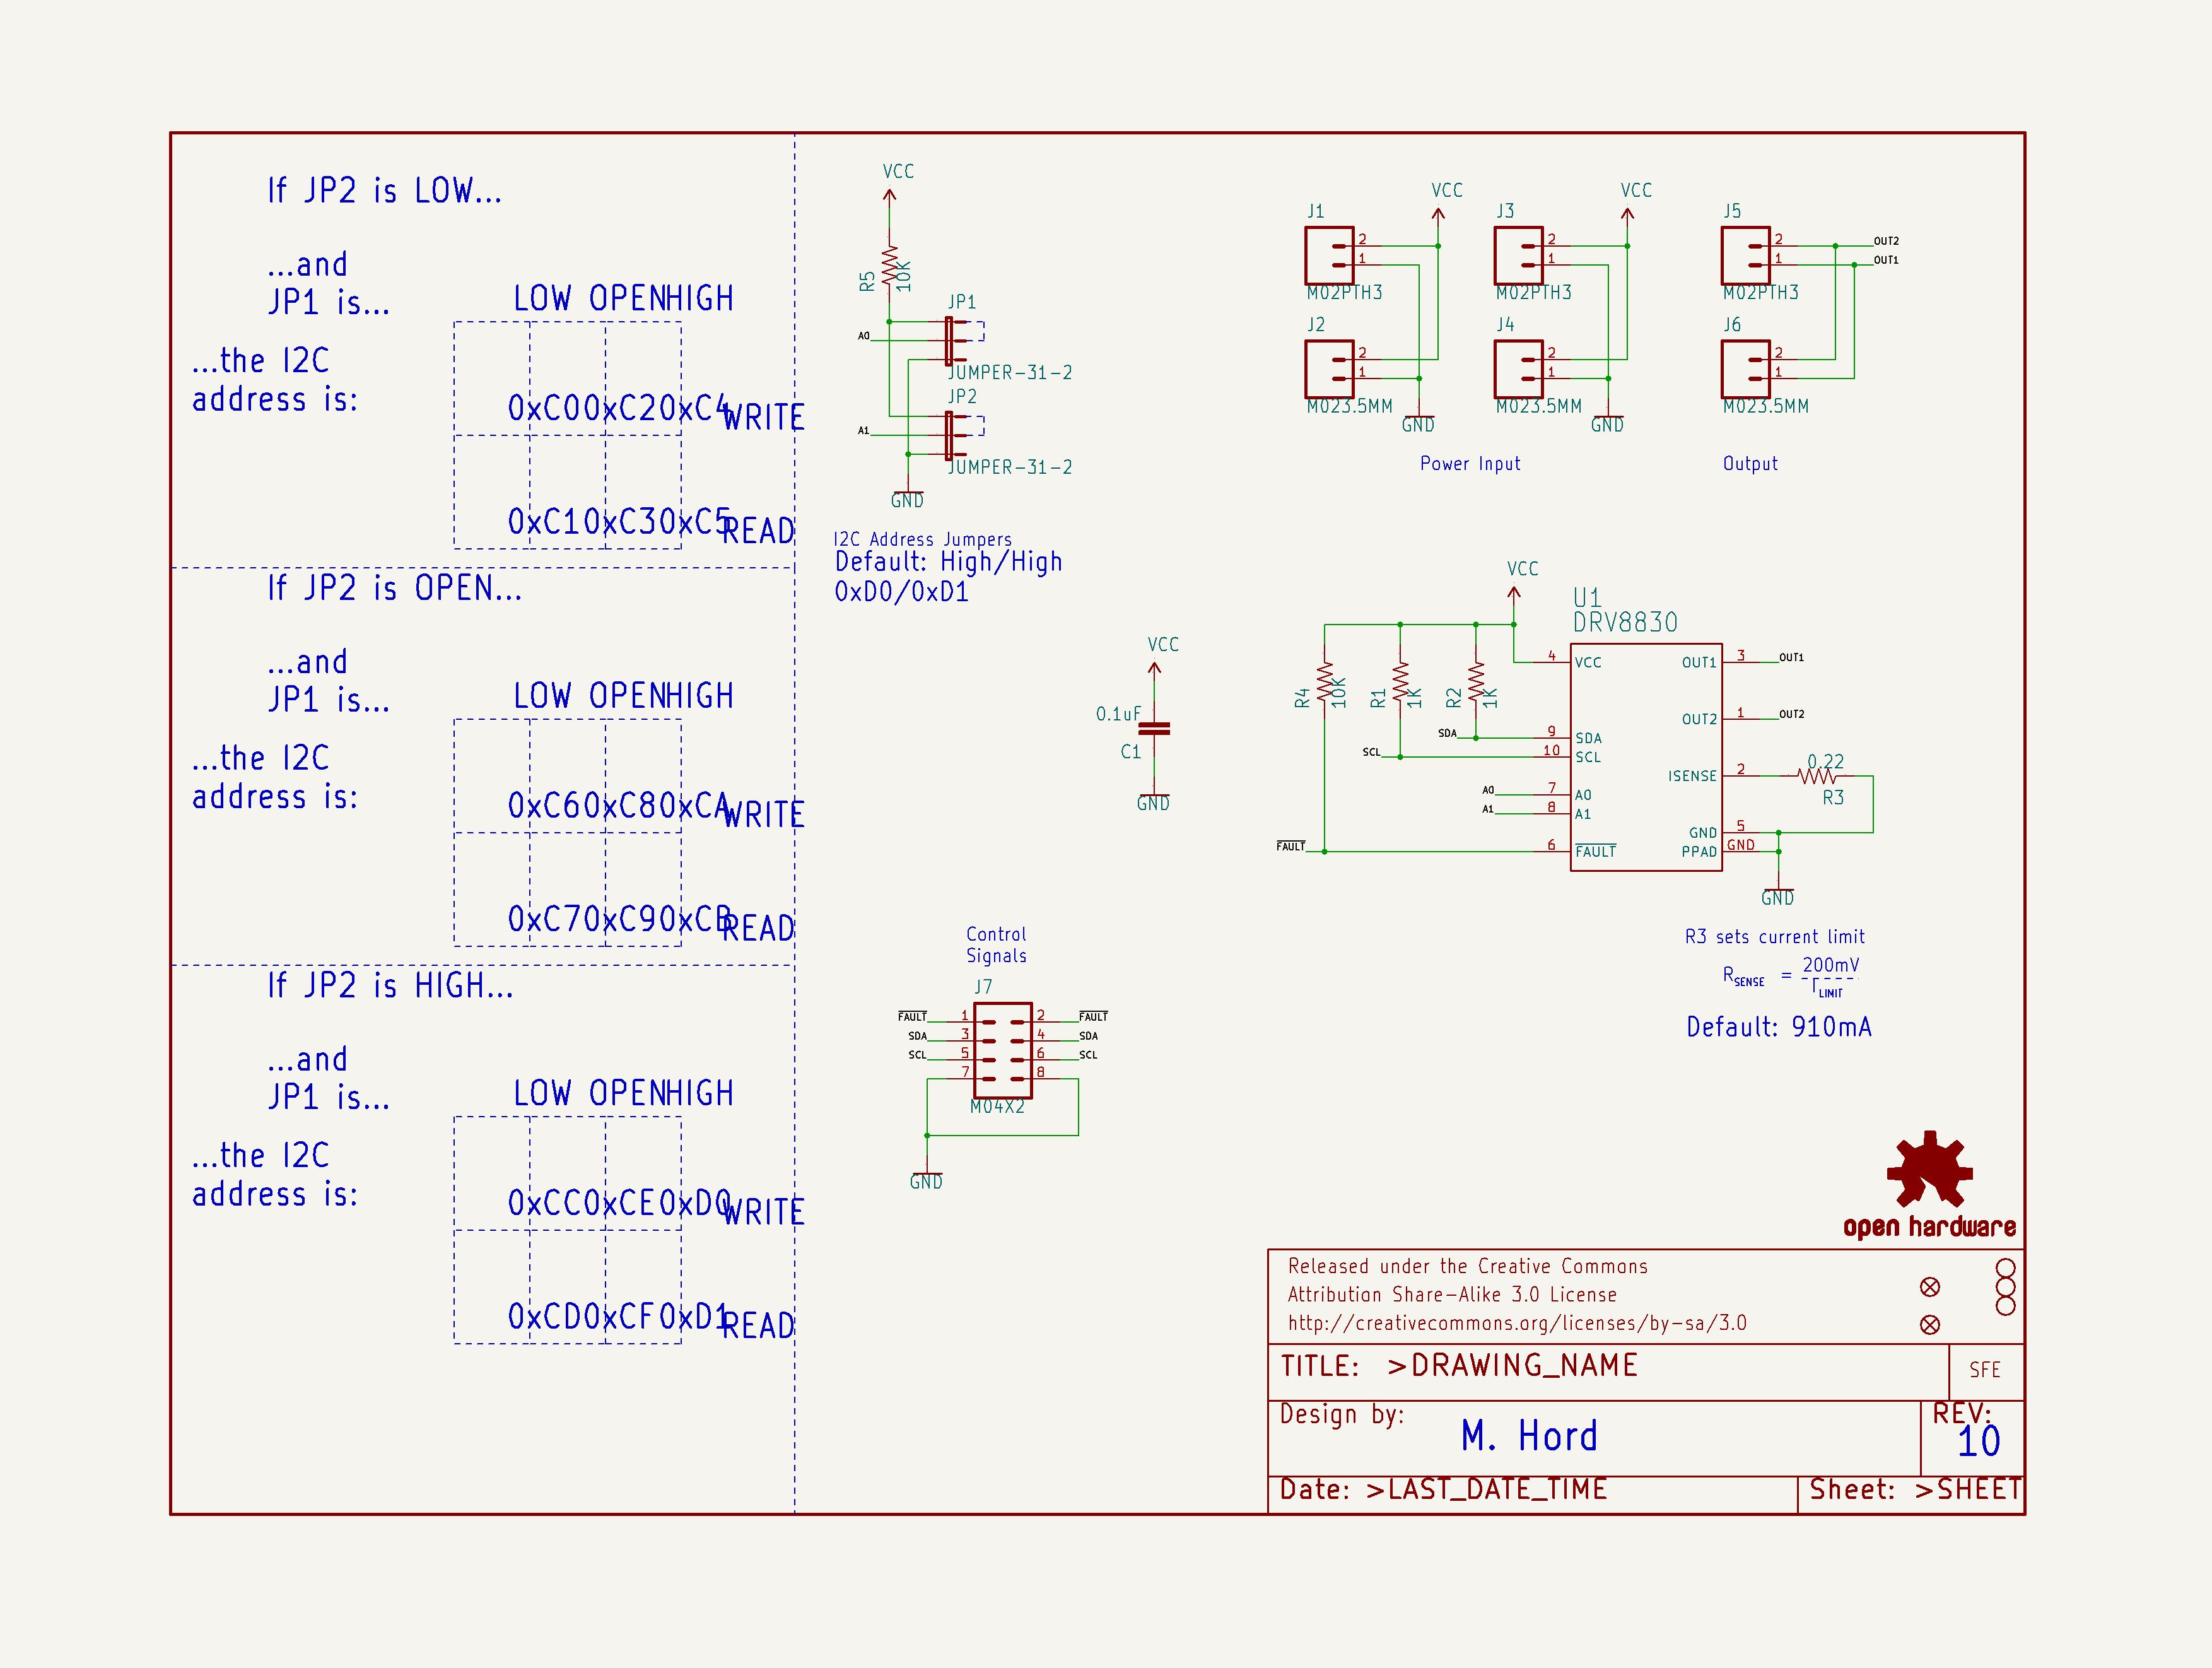 If JP2 is LOW...
...and
JP1 is...
LOW OPEN HIGH
...the I2C
address is:
0xC0 0xC2 0xC4 WRITE
0xC1 0xC3 0xC5 READ
If JP2 is OPEN...
...and
JP1 is...
LOW OPEN HIGH
...the I2C
address is:
0xC6 0xC8 0xCA WRITE
0xC7 0xC9 0xCB READ
If JP2 is HIGH...
...and
JP1 is...
LOW OPEN HIGH
...the I2C
address is:
0xCC 0xCE 0xD0 WRITE
0xCD 0xCF 0xD1 READ
VCC
R5
10K
JP1
A0
JUMPER-31-2
JP2
A1
JUMPER-31-2
GND
I2C Address Jumpers
Default: High/High
0xD0/0xD1
VCC
0.1uF
C1
GND
Control
Signals
J7
FAULT 1 2 FAULT
SDA 3 4 SDA
SCL 5 6 SCL
7 8
M04X2
GND
VCC VCC
J1 J3 J5
2 2 2 OUT2
1 1 1 OUT1
M02PTH3 M02PTH3 M02PTH3
J2 J4 J6
2 2 2
1 1 1
M023.5MM M023.5MM M023.5MM
GND GND
Power Input Output
VCC
U1
DRV8830
R4 10K R1 1K R2 1K
4 VCC OUT1 3 OUT1
OUT2 1 OUT2
SDA 9 SDA
SCL 10 SCL
ISENSE 2 0.22
R3
A0 7 A0
A1 8 A1
GND 5
FAULT 6 FAULT PPAD GND
GND
R3 sets current limit
RSENSE = 200mV
ILIMIT
Default: 910mA
open hardware
Released under the Creative Commons
Attribution Share-Alike 3.0 License
http://creativecommons.org/licenses/by-sa/3.0
TITLE: >DRAWING_NAME SFE
Design by: M. Hord REV: 10
Date: >LAST_DATE_TIME Sheet: >SHEET